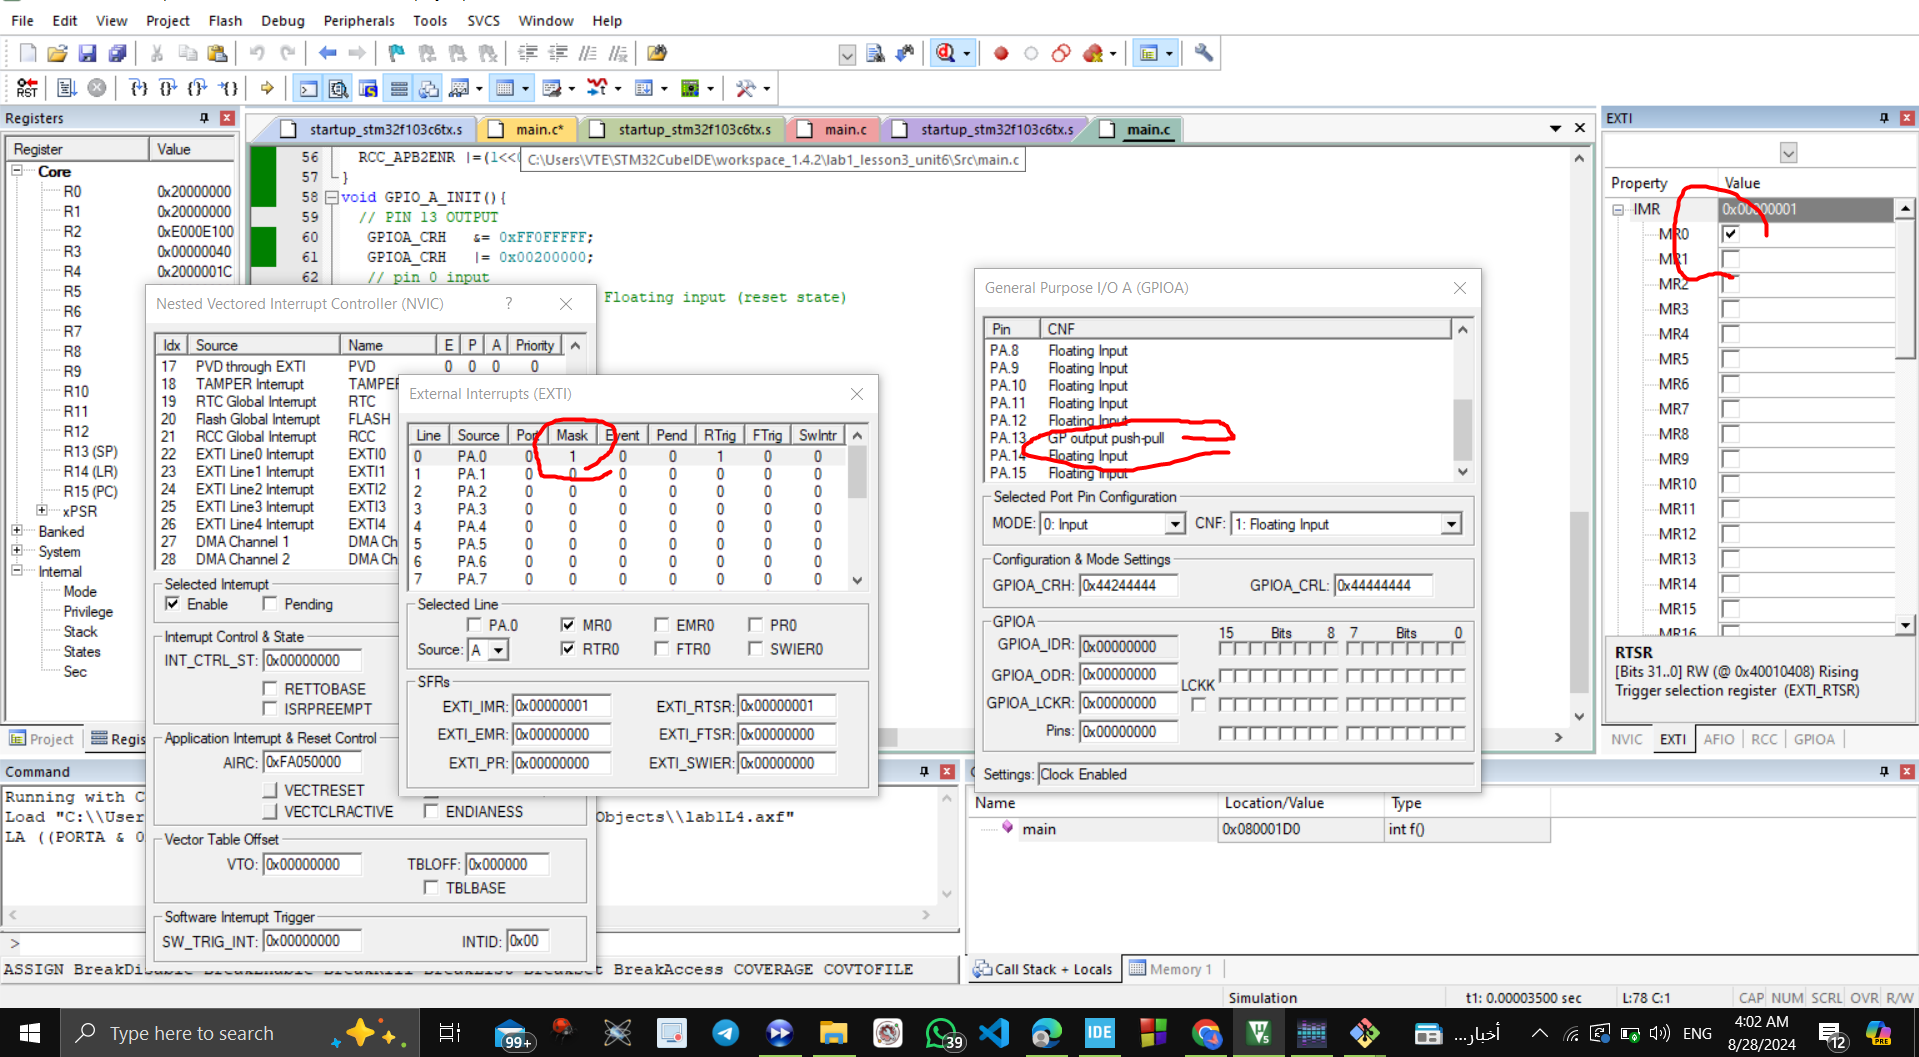 File Edit View Project Flash Debug Peripherals Tools SVCS Window Help
RST
Registers
Register Value
Core
R0 0x20000000
R1 0x20000000
R2 0xE000E100
R3 0x00000040
R4 0x2000001C
R5
R6
R7
R8
R9
R10
R11
R12
R13 (SP)
R14 (LR)
R15 (PC)
xPSR
Banked
System
Internal
Mode
Privilege
Stack
States
Sec
Project Regis
startup_stm32f103c6tx.s main.c* startup_stm32f103c6tx.s main.c startup_stm32f103c6tx.s main.c
56 RCC_APB2ENR |=(1<<0
C:\Users\VTE\STM32CubeIDE\workspace_1.4.2\lab1_lesson3_unit6\Src\main.c
57 }
58 void GPIO_A_INIT(){
59 // PIN 13 OUTPUT
60 GPIOA_CRH &= 0xFF0FFFFF;
61 GPIOA_CRH |= 0x00200000;
62 // pin 0 input
Floating input (reset state)
Nested Vectored Interrupt Controller (NVIC) ?
Idx Source Name E P A Priority
17 PVD through EXTI PVD 0 0 0 0
18 TAMPER Interrupt TAMPER
19 RTC Global Interrupt RTC
20 Flash Global Interrupt FLASH
21 RCC Global Interrupt RCC
22 EXTI Line0 Interrupt EXTI0
23 EXTI Line1 Interrupt EXTI1
24 EXTI Line2 Interrupt EXTI2
25 EXTI Line3 Interrupt EXTI3
26 EXTI Line4 Interrupt EXTI4
27 DMA Channel 1 DMA Ch
28 DMA Channel 2 DMA Ch
Selected Interrupt
Enable Pending
Interrupt Control & State
INT_CTRL_ST: 0x00000000
RETTOBASE
ISRPREEMPT
Application Interrupt & Reset Control
AIRC: 0xFA050000
VECTRESET
VECTCLRACTIVE ENDIANESS
Vector Table Offset
VTO: 0x00000000 TBLOFF: 0x000000
TBLBASE
Software Interrupt Trigger
SW_TRIG_INT: 0x00000000 INTID: 0x00
External Interrupts (EXTI)
Line Source Port Mask Event Pend RTrig FTrig SwIntr
0 PA.0 0 1 0 0 1 0 0
1 PA.1 0 0 0 0 0 0 0
2 PA.2 0 0 0 0 0 0 0
3 PA.3 0 0 0 0 0 0 0
4 PA.4 0 0 0 0 0 0 0
5 PA.5 0 0 0 0 0 0 0
6 PA.6 0 0 0 0 0 0 0
7 PA.7 0 0 0 0 0 0 0
Selected Line
PA.0 MR0 EMR0 PR0
Source: A RTR0 FTR0 SWIER0
SFRs
EXTI_IMR: 0x00000001 EXTI_RTSR: 0x00000001
EXTI_EMR: 0x00000000 EXTI_FTSR: 0x00000000
EXTI_PR: 0x00000000 EXTI_SWIER: 0x00000000
General Purpose I/O A (GPIOA)
Pin CNF
PA.8 Floating Input
PA.9 Floating Input
PA.10 Floating Input
PA.11 Floating Input
PA.12 Floating Input
PA.13 GP output push-pull
PA.14 Floating Input
PA.15 Floating Input
Selected Port Pin Configuration
MODE: 0: Input CNF: 1: Floating Input
Configuration & Mode Settings
GPIOA_CRH: 0x44244444 GPIOA_CRL: 0x44444444
GPIOA
15 Bits 8 7 Bits 0
GPIOA_IDR: 0x00000000
GPIOA_ODR: 0x00000000
LCKK
GPIOA_LCKR: 0x00000000
Pins: 0x00000000
Settings: Clock Enabled
EXTI
Property Value
IMR 0x00000001
MR0
MR1
MR2
MR3
MR4
MR5
MR6
MR7
MR8
MR9
MR10
MR11
MR12
MR13
MR14
MR15
MR16
RTSR
[Bits 31..0] RW (@ 0x40010408) Rising
Trigger selection register (EXTI_RTSR)
NVIC EXTI AFIO RCC GPIOA
Command
Running with C
Load "C:\\User Objects\\lab1L4.axf"
LA ((PORTA & 0
>
ASSIGN BreakDisable BreakEnable BreakKill BreakList BreakSet BreakAccess COVERAGE COVTOFILE
Name Location/Value Type
main 0x080001D0 int f()
Call Stack + Locals Memory 1
Simulation t1: 0.00003500 sec L:78 C:1 CAP NUM SCRL OVR R/W
Type here to search
99+
39
IDE
أخبار...
ENG
4:02 AM
8/28/2024
12
PRE